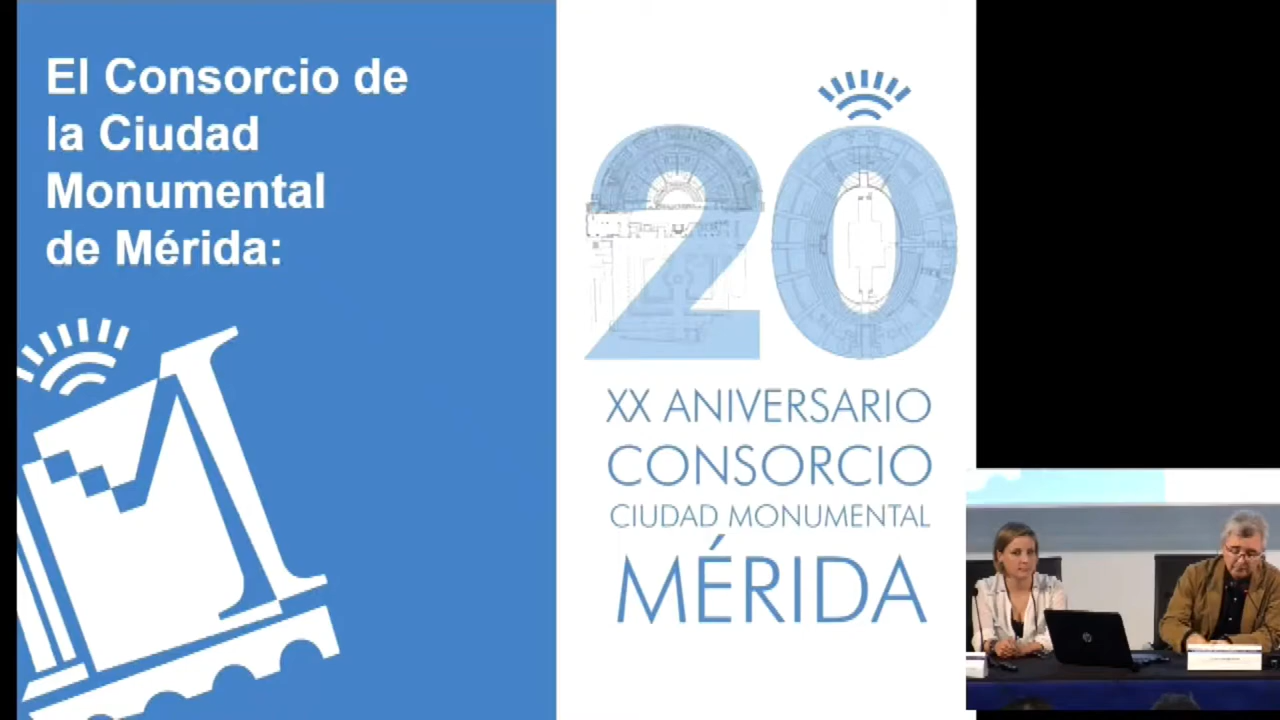 El Consorcio de
la Ciudad
Monumental
de Mérida:
20
XX ANIVERSARIO
CONSORCIO
CIUDAD MONUMENTAL
MÉRIDA